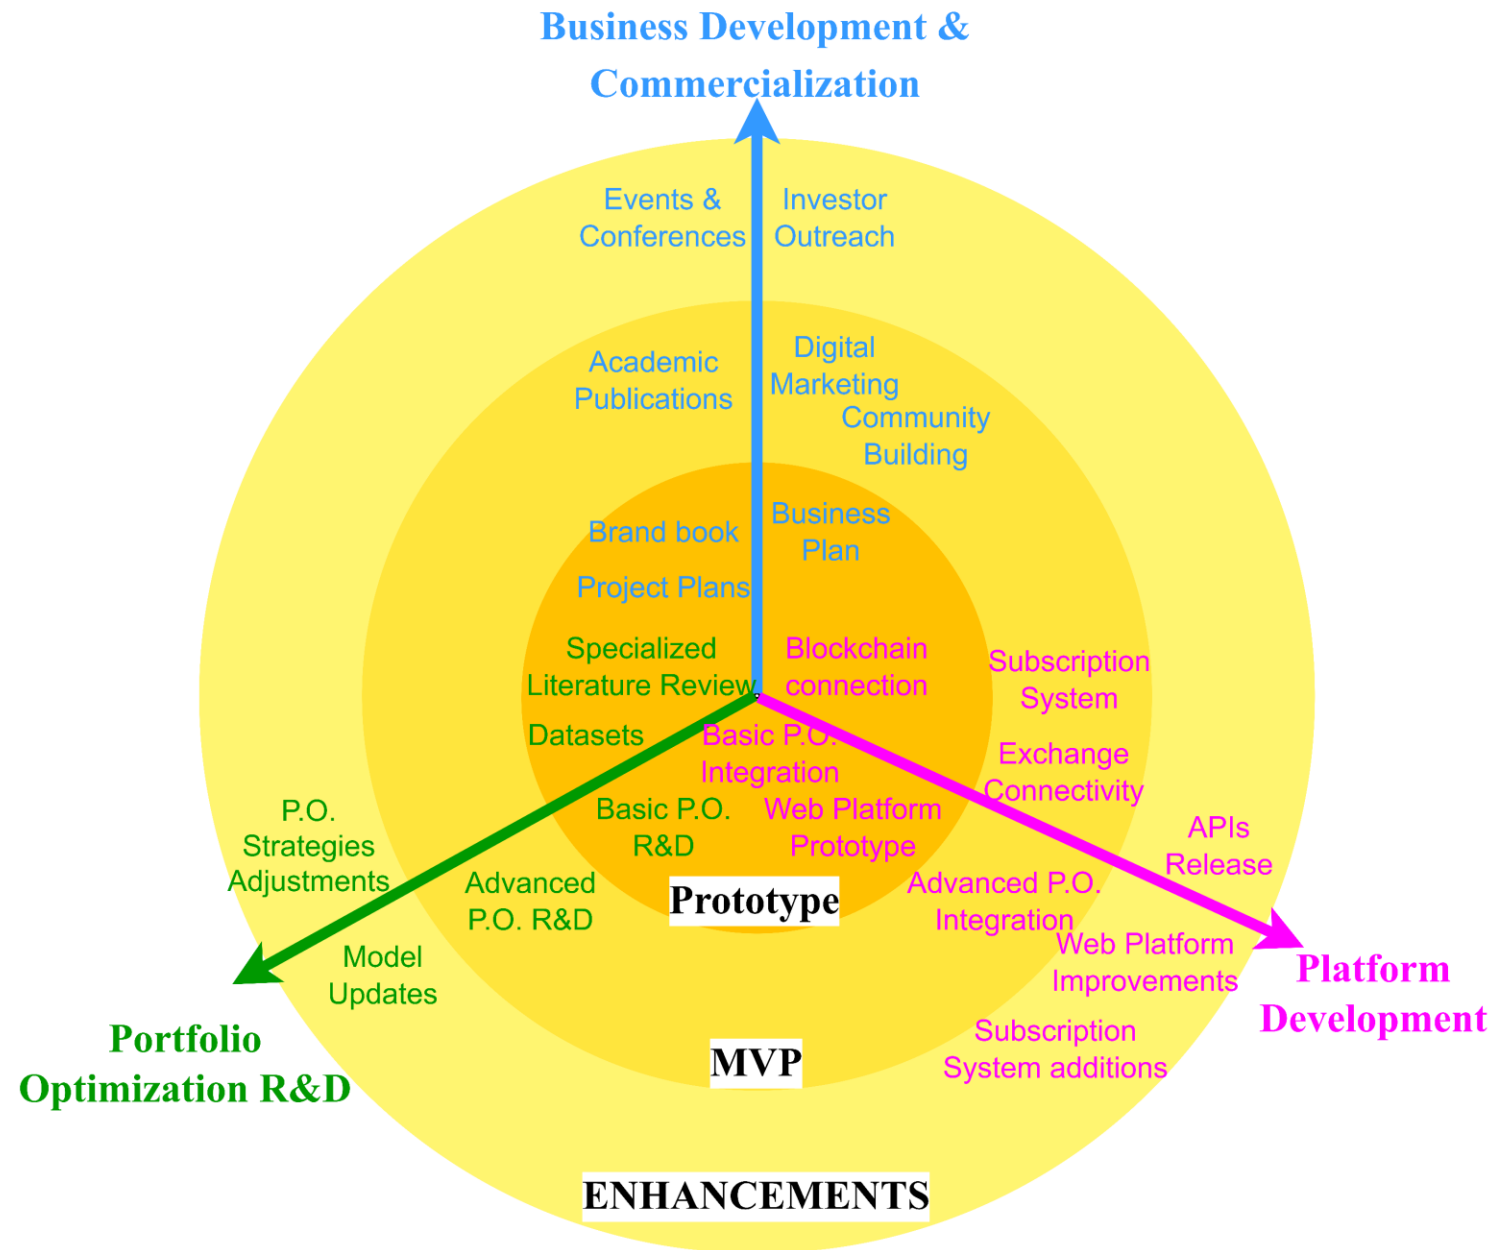 Business Development &
Commercialization
Events &
Conferences
Investor
Outreach
Academic
Publications
Digital
Marketing
Community
Building
Brand book
Business
Plan
Project Plans
Specialized
Literature Review
Blockchain
connection
Subscription
System
Datasets
Basic P.O.
Integration
Exchange
Connectivity
P.O.
Strategies
Adjustments
Basic P.O.
R&D
Web Platform
Prototype
APIs
Release
Advanced
P.O. R&D
Prototype
Advanced P.O.
Integration
Model
Updates
Web Platform
Improvements
Platform
Development
Portfolio
Optimization R&D
MVP
Subscription
System additions
ENHANCEMENTS